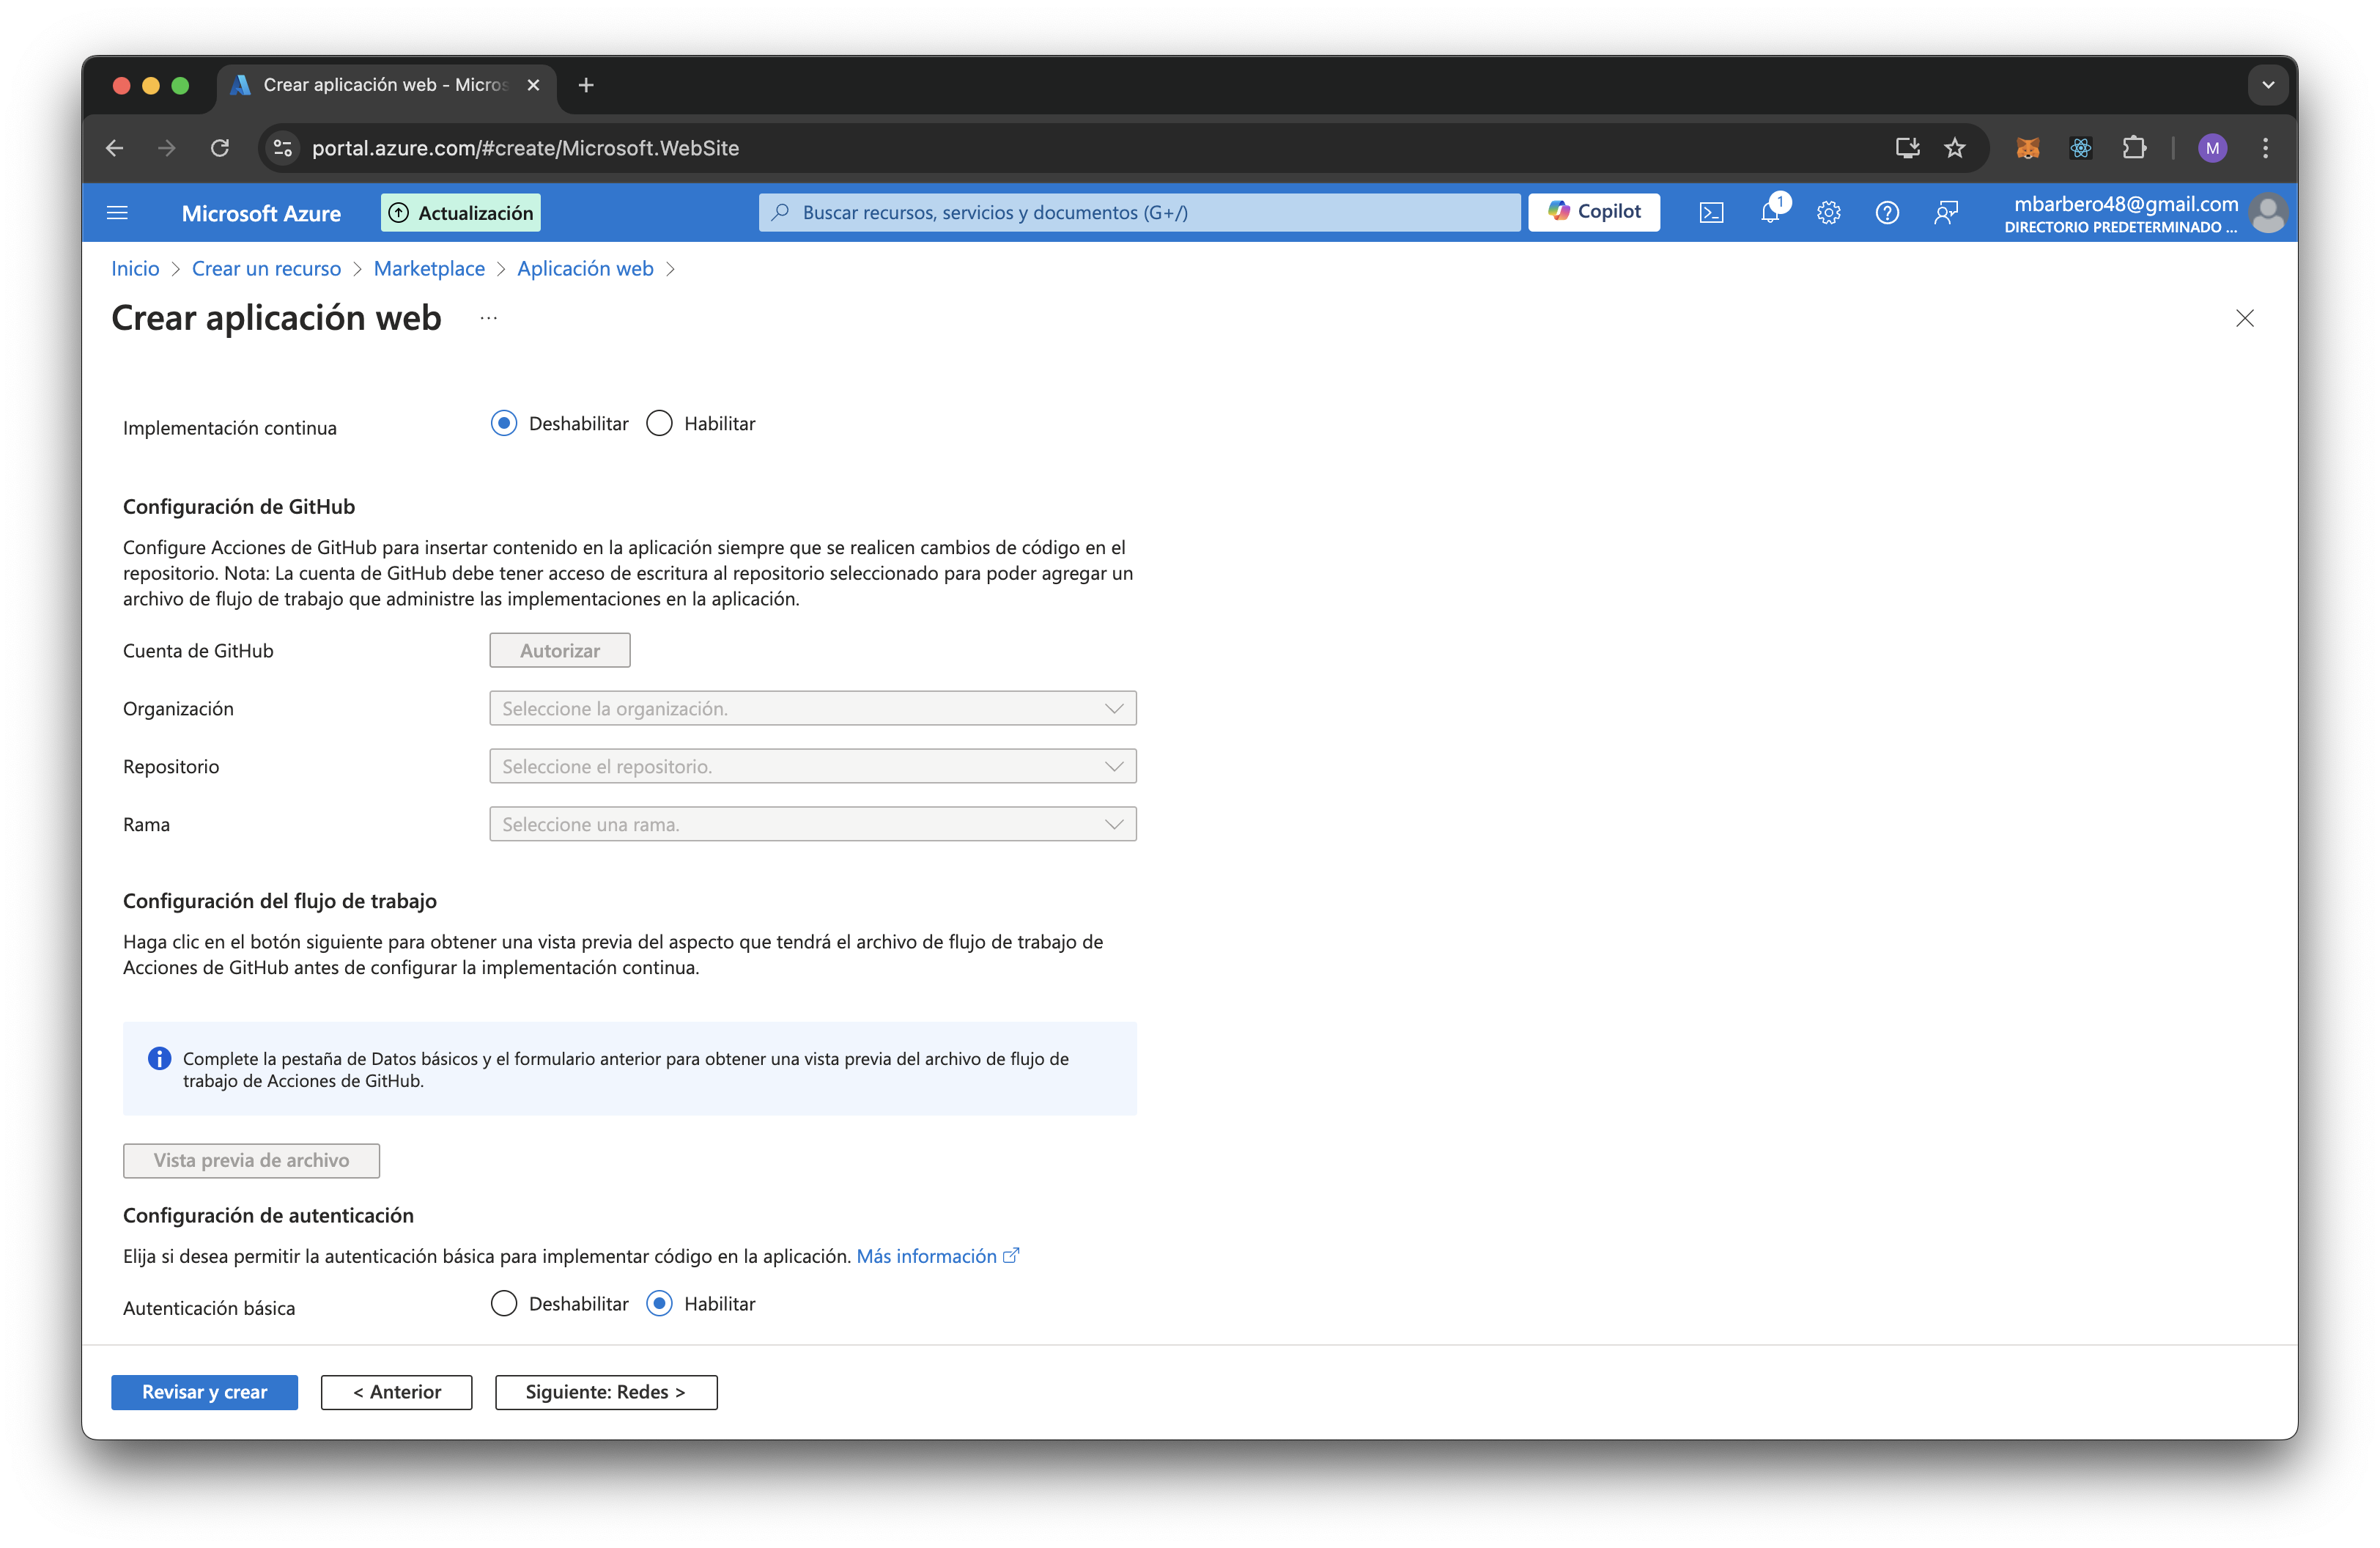 Crear aplicación web - Micros
portal.azure.com/#create/Microsoft.WebSite
M
Microsoft Azure
Actualización
Buscar recursos, servicios y documentos (G+/)
Copilot
1
mbarbero48@gmail.com
DIRECTORIO PREDETERMINADO ...
Inicio > Crear un recurso > Marketplace > Aplicación web >
Crear aplicación web ...
Implementación continua Deshabilitar Habilitar
Configuración de GitHub
Configure Acciones de GitHub para insertar contenido en la aplicación siempre que se realicen cambios de código en el
repositorio. Nota: La cuenta de GitHub debe tener acceso de escritura al repositorio seleccionado para poder agregar un
archivo de flujo de trabajo que administre las implementaciones en la aplicación.
Cuenta de GitHub Autorizar
Organización Seleccione la organización.
Repositorio Seleccione el repositorio.
Rama Seleccione una rama.
Configuración del flujo de trabajo
Haga clic en el botón siguiente para obtener una vista previa del aspecto que tendrá el archivo de flujo de trabajo de
Acciones de GitHub antes de configurar la implementación continua.
Complete la pestaña de Datos básicos y el formulario anterior para obtener una vista previa del archivo de flujo de
trabajo de Acciones de GitHub.
Vista previa de archivo
Configuración de autenticación
Elija si desea permitir la autenticación básica para implementar código en la aplicación. Más información
Autenticación básica Deshabilitar Habilitar
Revisar y crear < Anterior Siguiente: Redes >